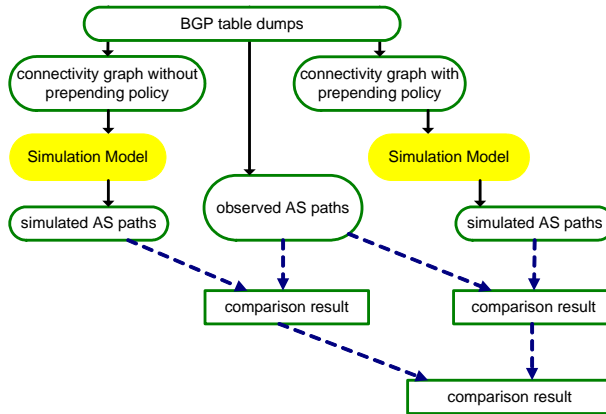 BGP table dumps
connectivity graph without
prepending policy
connectivity graph with
prepending policy
Simulation Model
Simulation Model
simulated AS paths
observed AS paths
simulated AS paths
comparison result
comparison result
comparison result